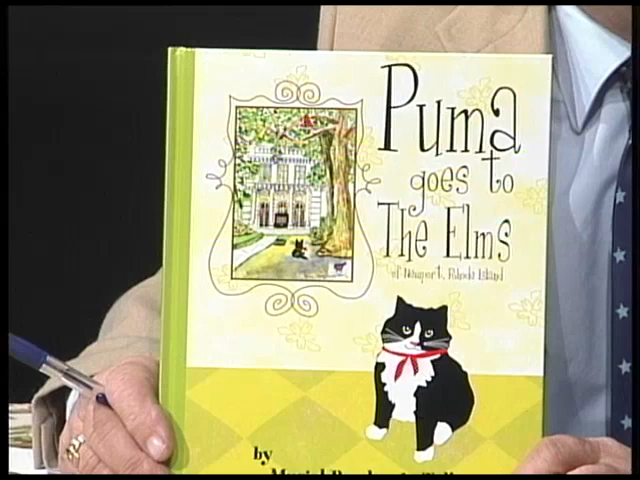 Puma
goes to
The Elms
of Newport, Rhode Island
by